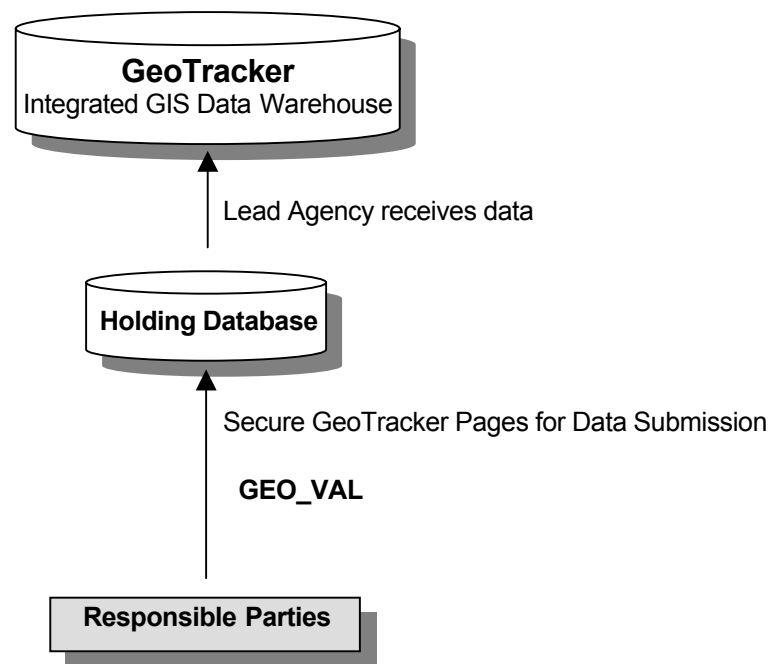 GeoTracker
Integrated GIS Data Warehouse
Lead Agency receives data
Holding Database
Secure GeoTracker Pages for Data Submission
GEO_VAL
Responsible Parties